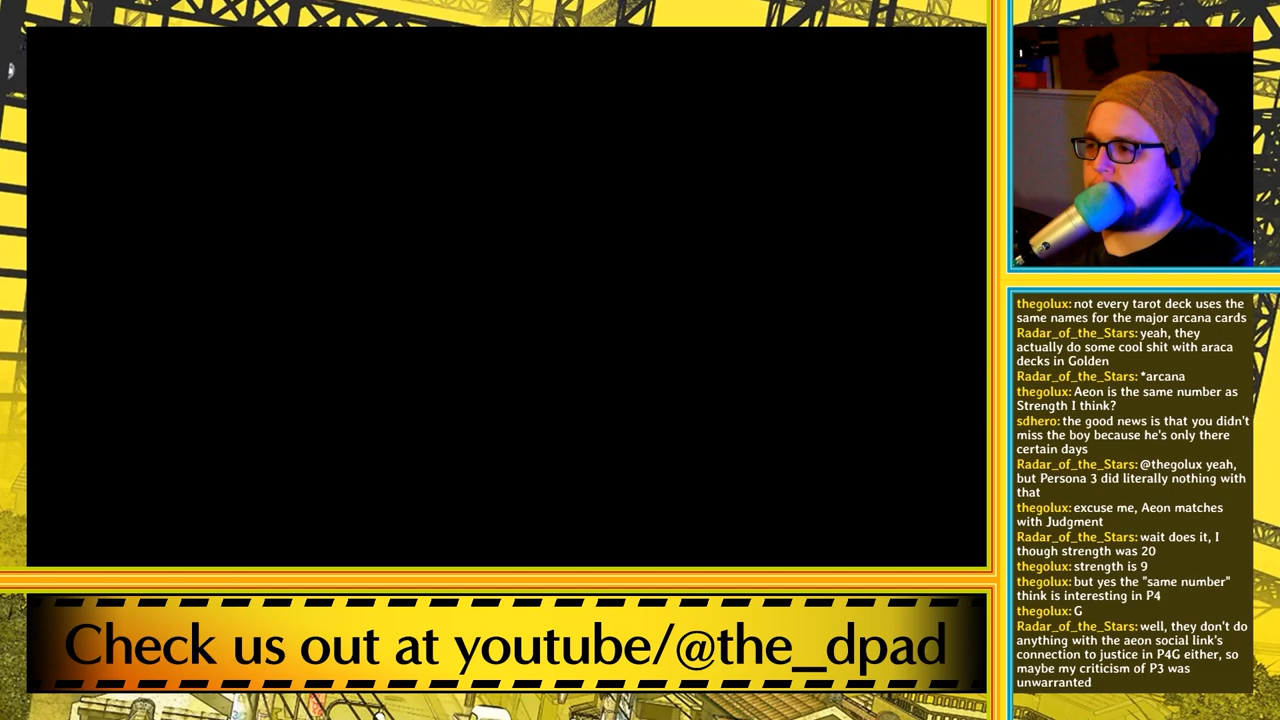 thegolux: not every tarot deck uses the
same names for the major arcana cards
Radar_of_the_Stars: yeah, they
actually do some cool shit with araca
decks in Golden
Radar_of_the_Stars: *arcana
thegolux: Aeon is the same number as
Strength I think?
sdhero: the good news is that you didn't
miss the boy because he's only there
certain days
Radar_of_the_Stars: @thegolux yeah,
but Persona 3 did literally nothing with
that
thegolux: excuse me, Aeon matches
with Judgment
Radar_of_the_Stars: wait does it, I
though strength was 20
thegolux: strength is 9
thegolux: but yes the "same number"
think is interesting in P4
thegolux: G
Radar_of_the_Stars: well, they don't do
anything with the aeon social link's
connection to justice in P4G either, so
maybe my criticism of P3 was
unwarranted
Check us out at youtube/@the_dpad